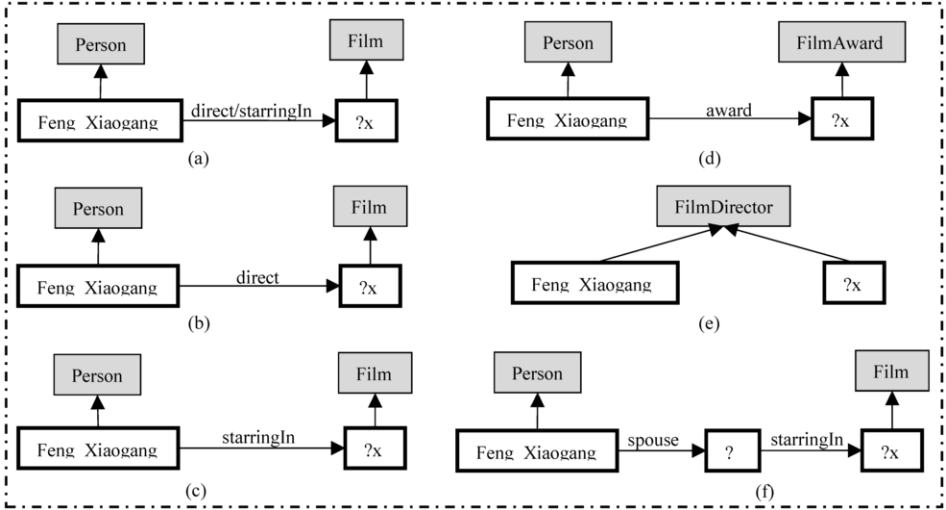 Person
Film
Feng Xiaogang
direct/starringIn
?x
(a)
Person
Film
Feng Xiaogang
direct
?x
(b)
Person
Film
Feng Xiaogang
starringIn
?x
(c)
Person
FilmAward
Feng Xiaogang
award
?x
(d)
FilmDirector
Feng Xiaogang
?x
(e)
Person
Film
Feng Xiaogang
spouse
?
starringIn
?x
(f)